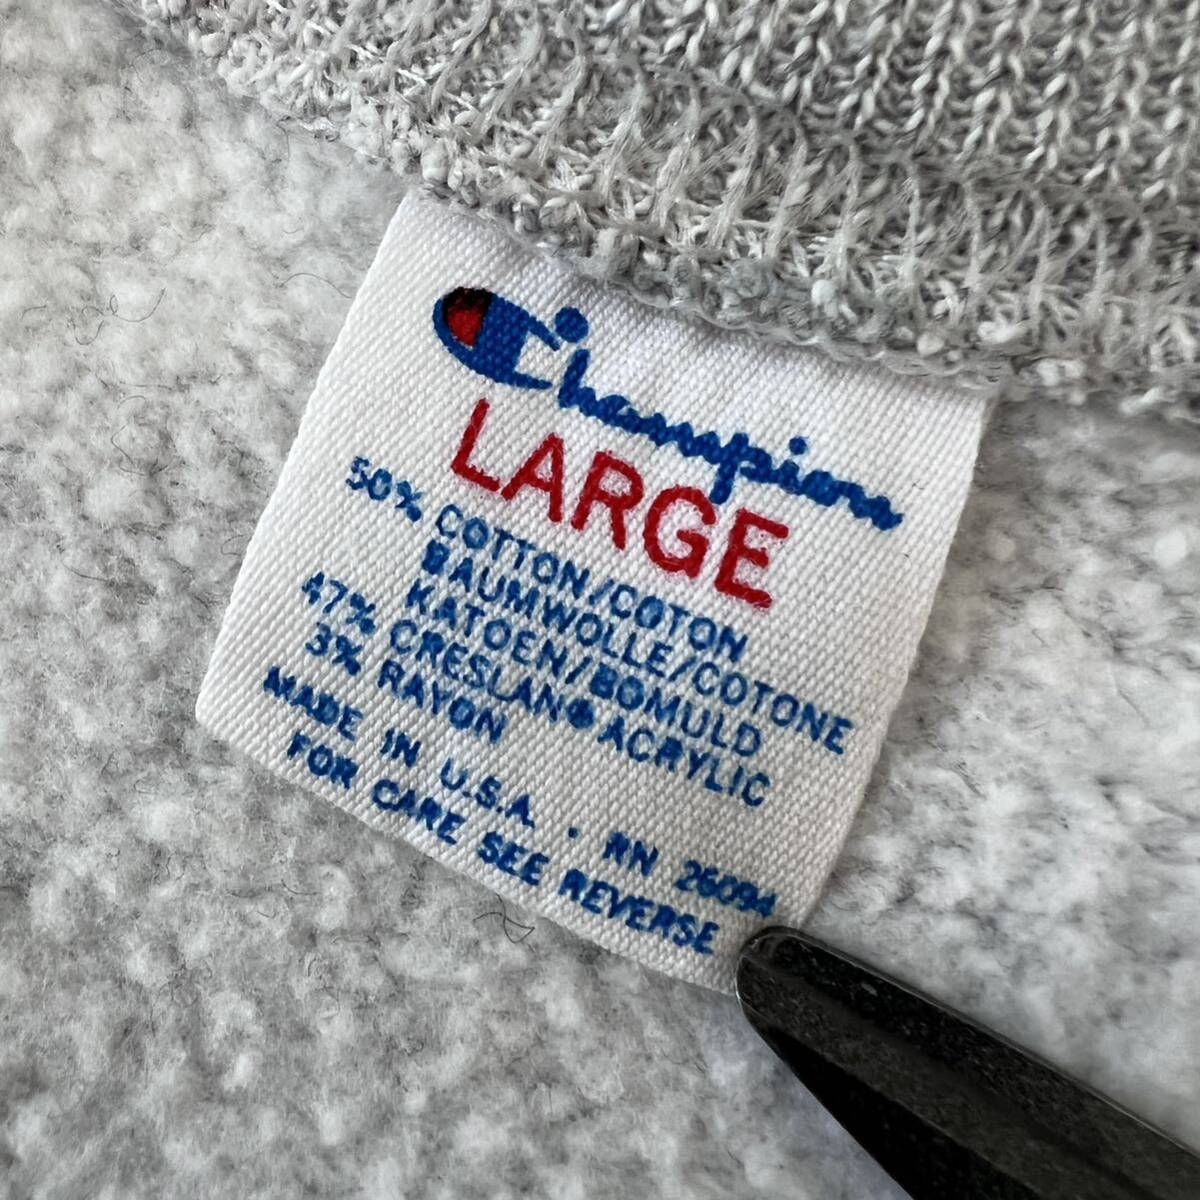 Champion
LARGE
50% COTTON/COTON
BAUMWOLLE/COTONE
KATOEN/BOMULD
47% CRESLAN® ACRYLIC
3% RAYON
MADE IN U.S.A. · RN 26094
FOR CARE SEE REVERSE